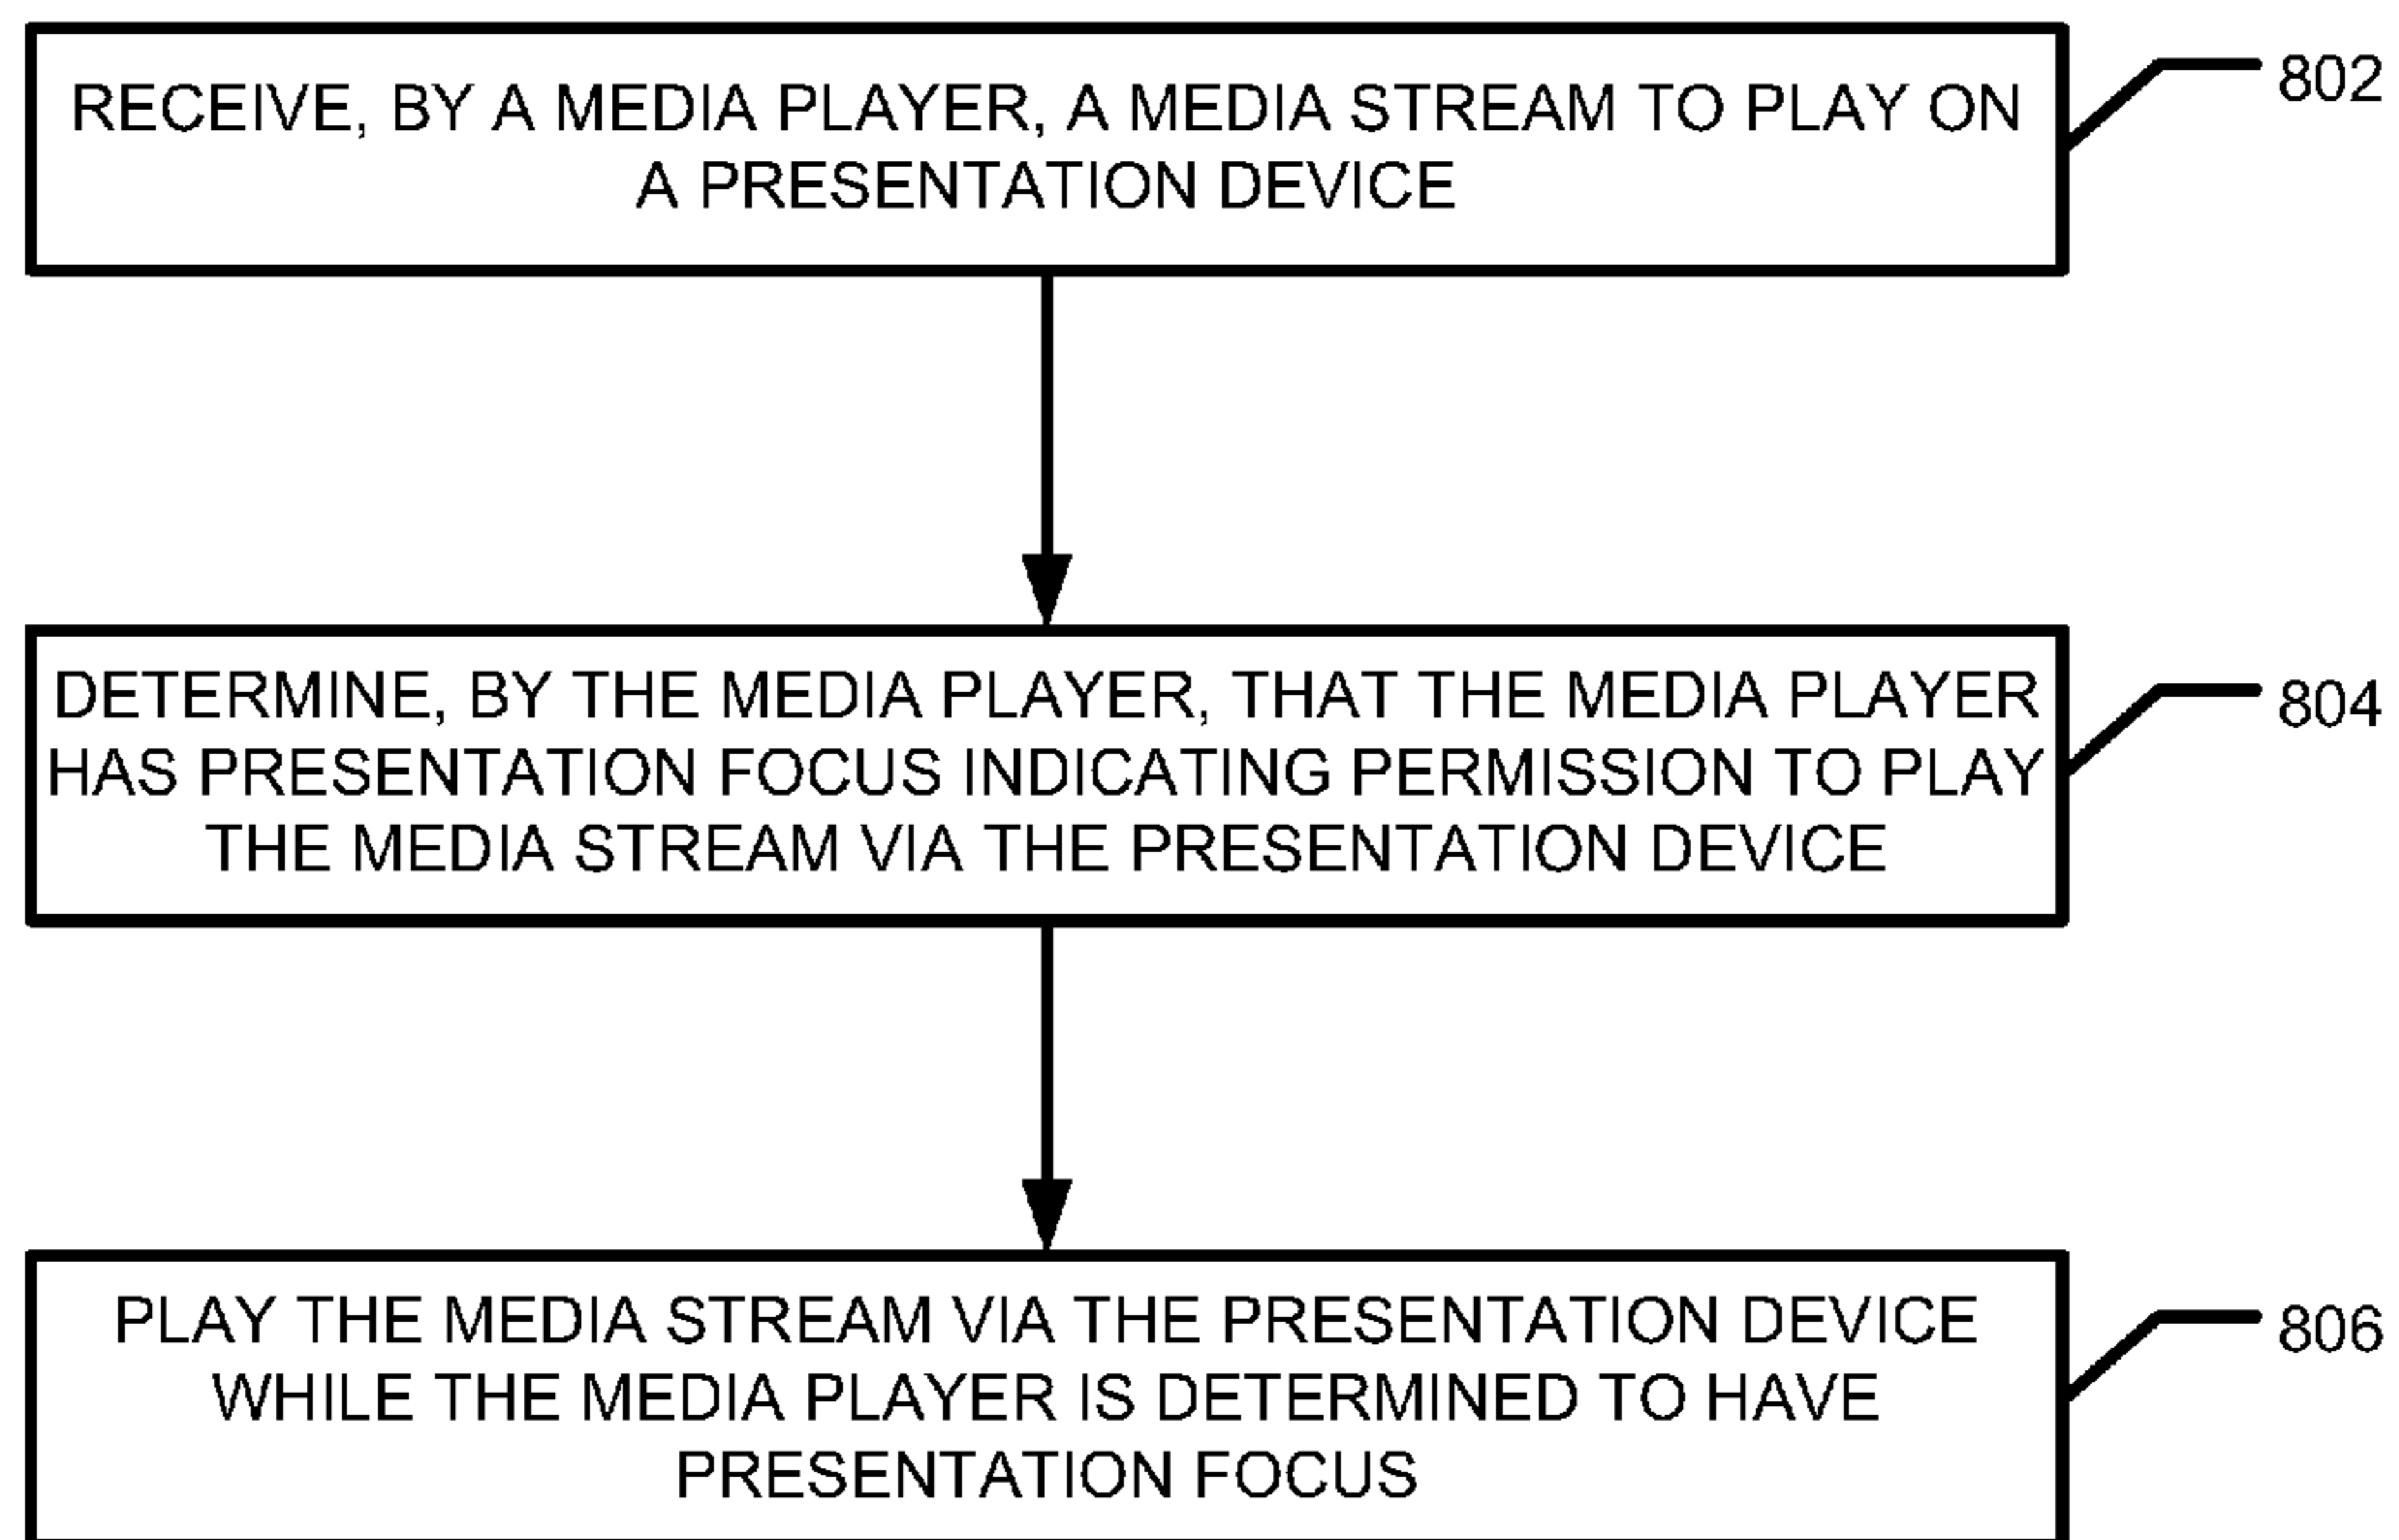 RECEIVE, BY A MEDIA PLAYER, A MEDIA STREAM TO PLAY ON
A PRESENTATION DEVICE
802
DETERMINE, BY THE MEDIA PLAYER, THAT THE MEDIA PLAYER
HAS PRESENTATION FOCUS INDICATING PERMISSION TO PLAY
THE MEDIA STREAM VIA THE PRESENTATION DEVICE
804
PLAY THE MEDIA STREAM VIA THE PRESENTATION DEVICE
WHILE THE MEDIA PLAYER IS DETERMINED TO HAVE
PRESENTATION FOCUS
806